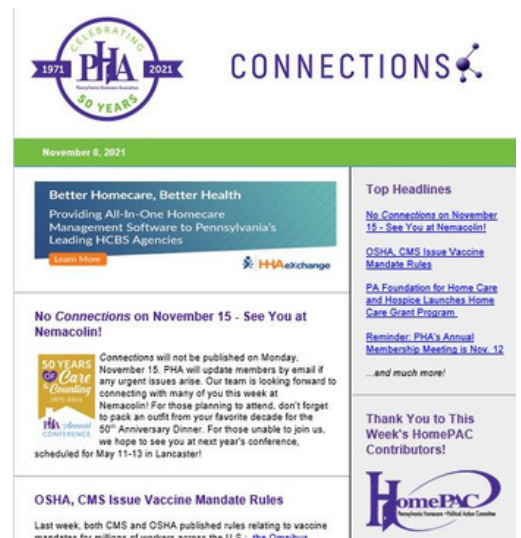 CELEBRATING
1971 PHA 2021
Pennsylvania Homecare Association
50 YEARS
CONNECTIONS
November 8, 2021
Better Homecare, Better Health
Providing All-In-One Homecare
Management Software to Pennsylvania's
Leading HCBS Agencies
Learn More
HHAeXchange
No Connections on November 15 - See You at
Nemacolin!
50 YEARS
OF Care
& Counting
1971-2021
PHA Annual
CONFERENCE
Connections will not be published on Monday,
November 15. PHA will update members by email if
any urgent issues arise. Our team is looking forward to
connecting with many of you this week at
Nemacolin! For those planning to attend, don't forget
to pack an outfit from your favorite decade for the
50th Anniversary Dinner. For those unable to join us,
we hope to see you at next year's conference,
scheduled for May 11-13 in Lancaster!
OSHA, CMS Issue Vaccine Mandate Rules
Last week, both CMS and OSHA published rules relating to vaccine
mandates for millions of workers across the U.S.: the Omnibus
Top Headlines
No Connections on November
15 - See You at Nemacolin!
OSHA, CMS Issue Vaccine
Mandate Rules
PA Foundation for Home Care
and Hospice Launches Home
Care Grant Program
Reminder: PHA's Annual
Membership Meeting is Nov. 12
...and much more!
Thank You to This
Week's HomePAC
Contributors!
HomePAC
Pennsylvania Homecare Political Action Committee